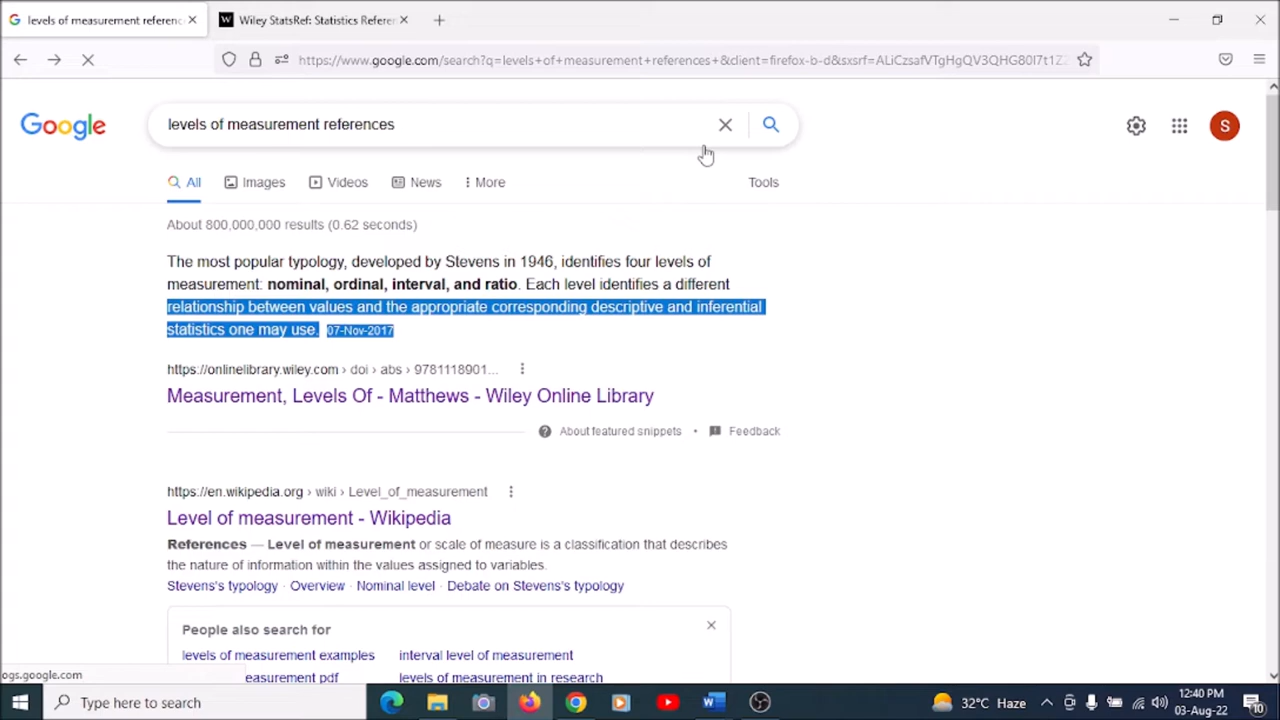 levels of measurement referenc
Wiley StatsRef: Statistics Referer
https://www.google.com/search?q=levels+of+measurement+references+&client=firefox-b-d&sxsrf=
Google
levels of measurement references
S
All
Images
Videos
News
More
Tools
About 800,000,000 results (0.62 seconds)
The most popular typology, developed by Stevens in 1946, identifies four levels of
measurement: nominal, ordinal, interval, and ratio. Each level identifies a different
relationship between values and the appropriate corresponding descriptive and inferential
statistics one may use. 07-Nov-2017
https://onlinelibrary.wiley.com › doi › abs › 9781118901...
Measurement, Levels Of - Matthews - Wiley Online Library
About featured snippets • Feedback
https://en.wikipedia.org › wiki › Level_of_measurement
Level of measurement - Wikipedia
References — Level of measurement or scale of measure is a classification that describes
the nature of information within the values assigned to variables.
Stevens's typology · Overview · Nominal level · Debate on Stevens's typology
People also search for
levels of measurement examples
interval level of measurement
ogs.google.com
easurement pdf
levels of measurement in research
Type here to search
32°C Haze
12:40 PM
03-Aug-22
10